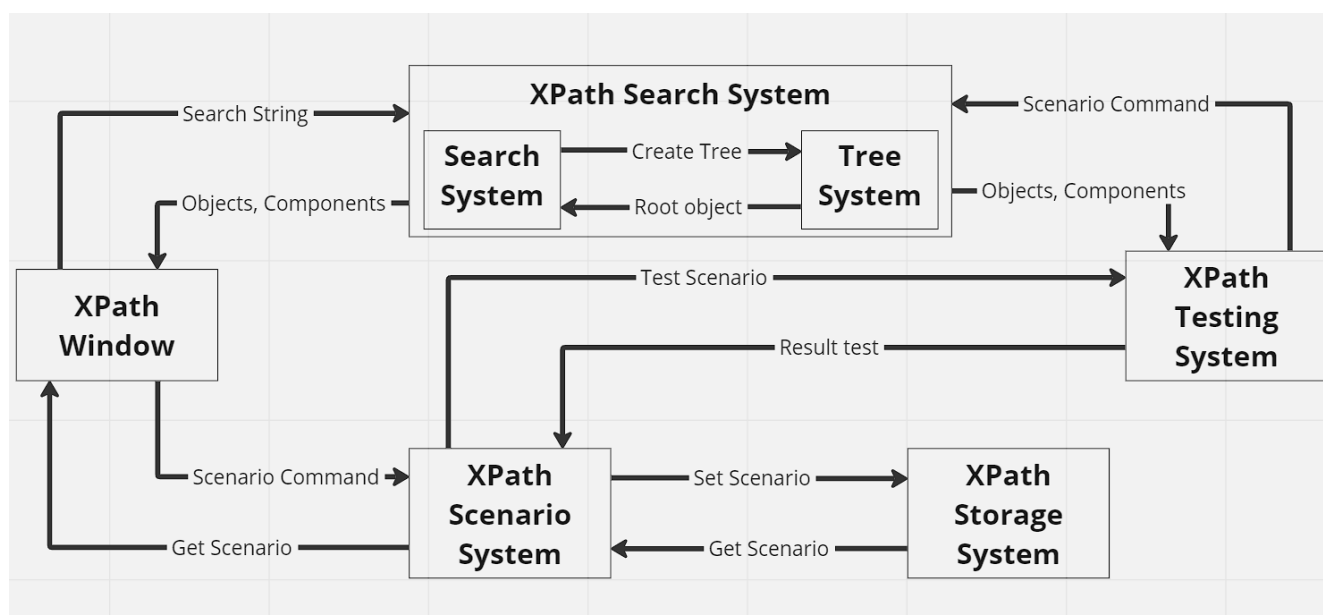 XPath Search System
Search String
Scenario Command
Search
System
Create Tree
Tree
System
Objects, Components
Root object
Objects, Components
XPath
Window
Test Scenario
XPath
Testing
System
Result test
Scenario Command
XPath
Scenario
System
Set Scenario
XPath
Storage
System
Get Scenario
Get Scenario